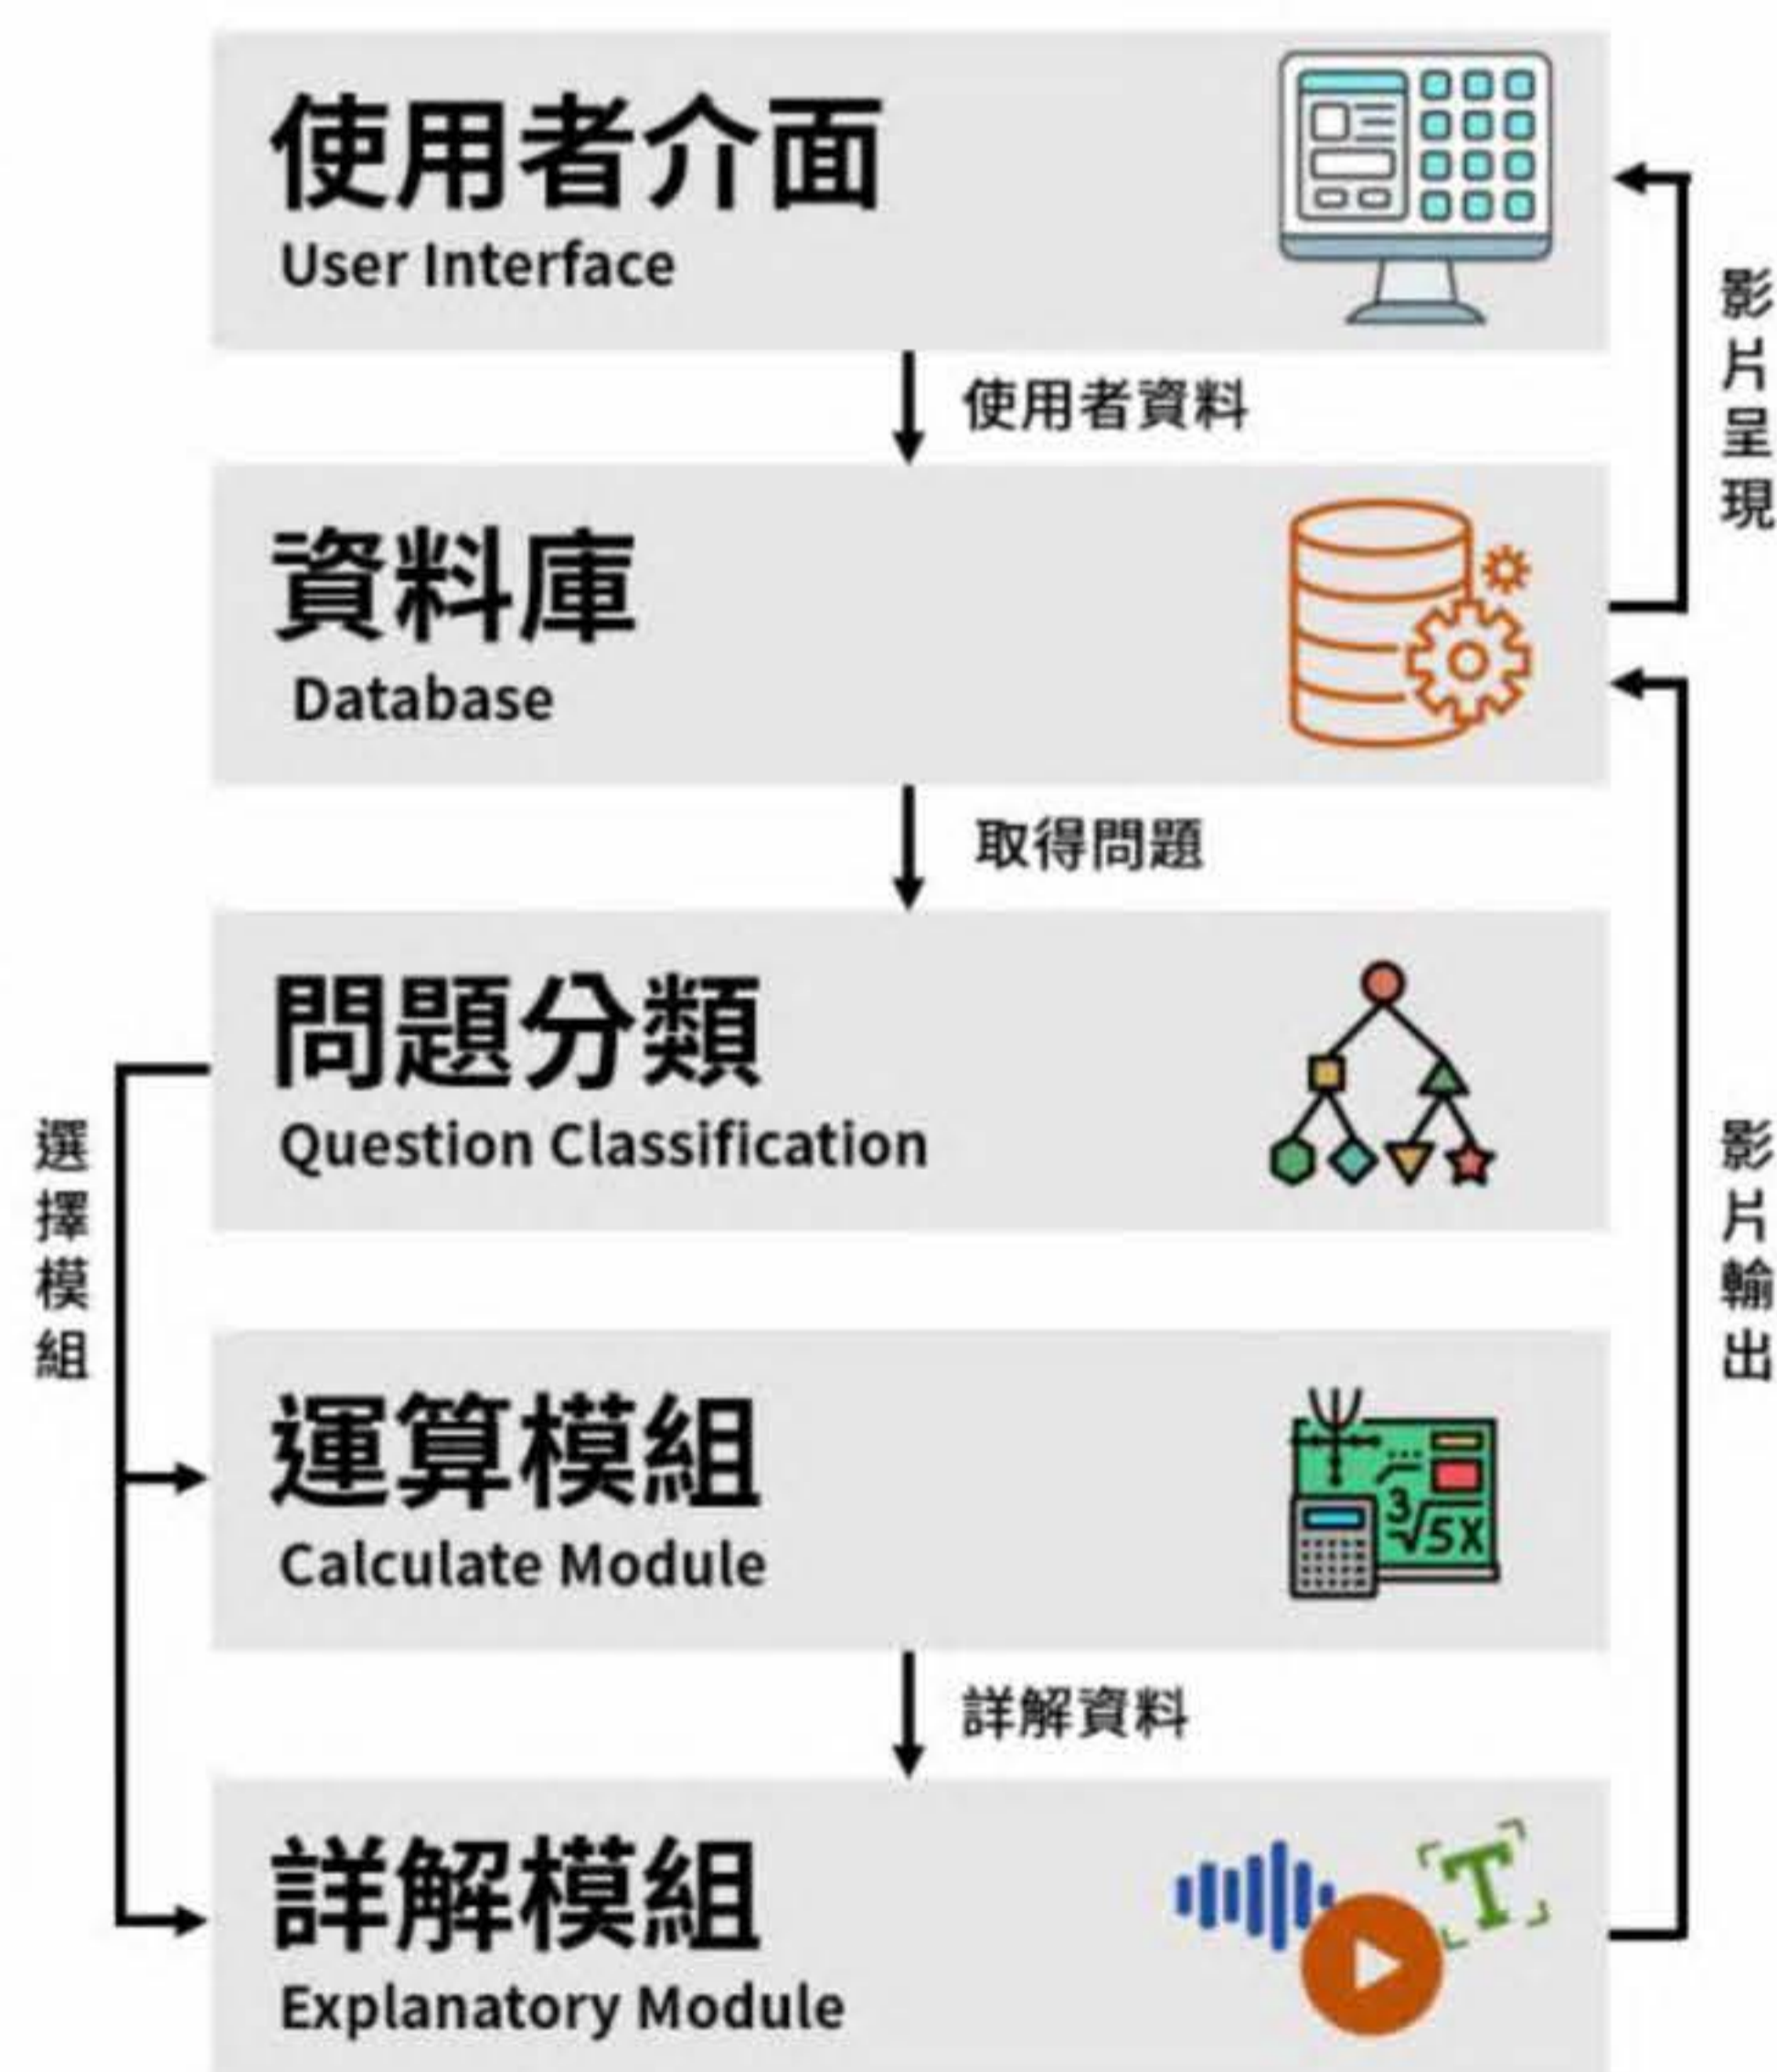 使用者介面
User Interface
使用者資料
影片呈現
資料庫
Database
取得問題
問題分類
Question Classification
選擇模組
影片輸出
運算模組
Calculate Module
∛5X
詳解資料
詳解模組
Explanatory Module
T